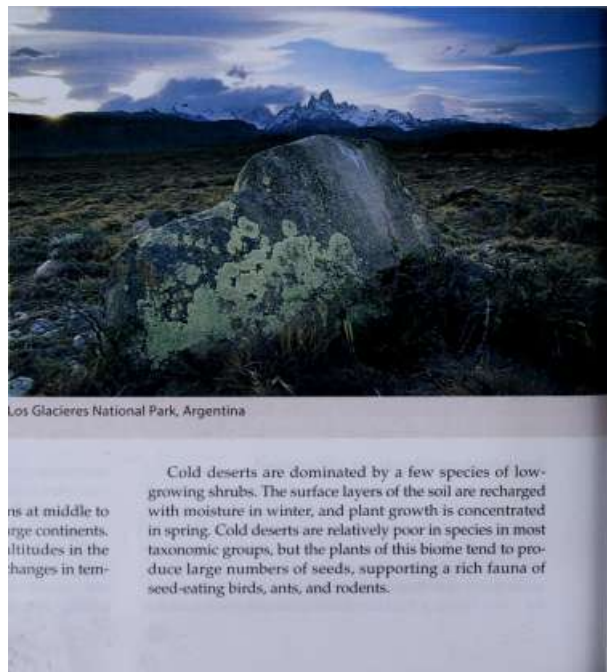 Los Glacieres National Park, Argentina
ns at middle to
rge continents.
ltitudes in the
hanges in tem-
Cold deserts are dominated by a few species of low-
growing shrubs. The surface layers of the soil are recharged
with moisture in winter, and plant growth is concentrated
in spring. Cold deserts are relatively poor in species in most
taxonomic groups, but the plants of this biome tend to pro-
duce large numbers of seeds, supporting a rich fauna of
seed-eating birds, ants, and rodents.